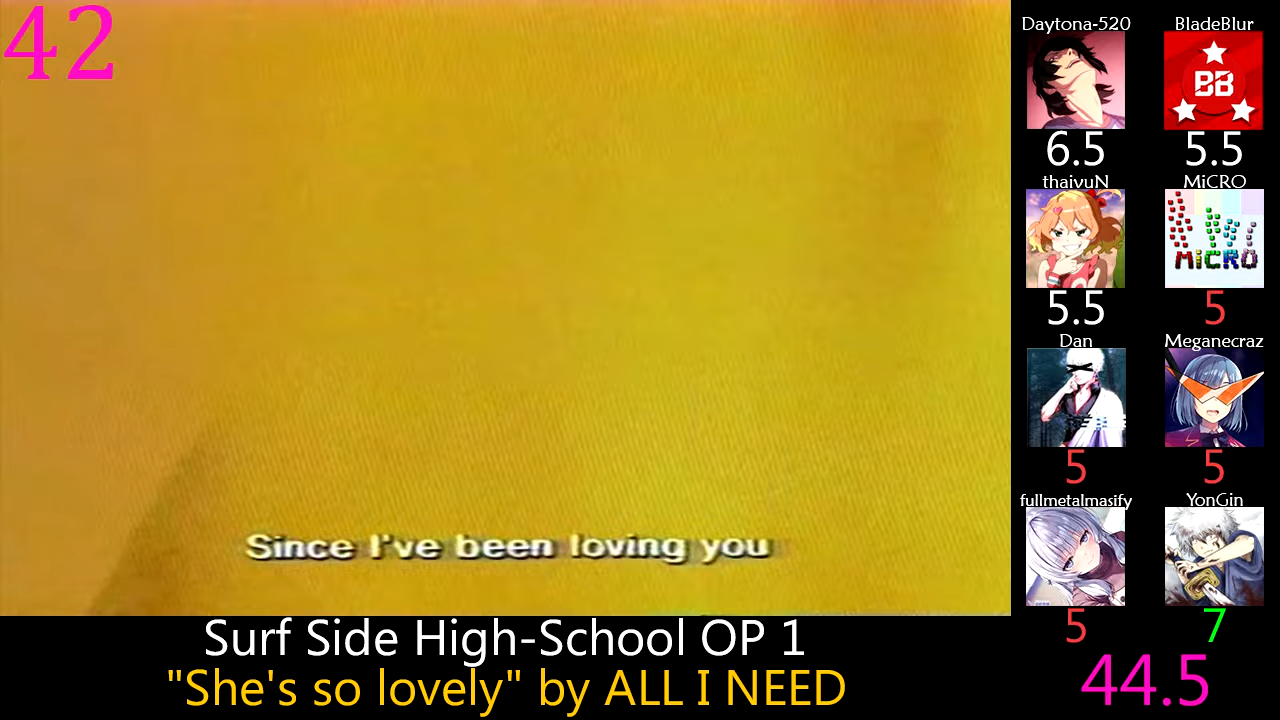 42
Since I've been loving you
Surf Side High-School OP 1
"She's so lovely" by ALL I NEED
Daytona-520
6.5
BladeBlur
BB
5.5
thaivuN
5.5
MiCRO
MiCRO
5
Dan
5
Meganecraz
5
fullmetalmasify
5
YonGin
7
44.5